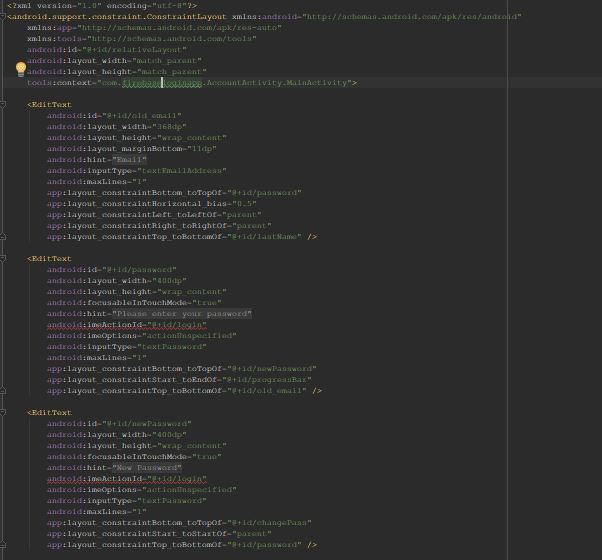 <?xml version="1.0" encoding="utf-8"?>
<android.support.constraint.ConstraintLayout xmlns:android="http://schemas.android.com/apk/res/android"
xmlns:app="http://schemas.android.com/apk/res-auto"
xmlns:tools="http://schemas.android.com/tools"
android:id="@+id/relativeLayout"
android:layout_width="match_parent"
android:layout_height="match_parent"
tools:context="com.firebaseloginapp.AccountActivity.MainActivity">
<EditText
android:id="@+id/old_email"
android:layout_width="368dp"
android:layout_height="wrap_content"
android:layout_marginBottom="11dp"
android:hint="Email"
android:inputType="textEmailAddress"
android:maxLines="1"
app:layout_constraintBottom_toTopOf="@+id/password"
app:layout_constraintHorizontal_bias="0.5"
app:layout_constraintLeft_toLeftOf="parent"
app:layout_constraintRight_toRightOf="parent"
app:layout_constraintTop_toBottomOf="@+id/lastName" />
<EditText
android:id="@+id/password"
android:layout_width="400dp"
android:layout_height="wrap_content"
android:focusableInTouchMode="true"
android:hint="Please enter your password"
android:imeActionId="@+id/login"
android:imeOptions="actionUnspecified"
android:inputType="textPassword"
android:maxLines="1"
app:layout_constraintBottom_toTopOf="@+id/newPassword"
app:layout_constraintStart_toEndOf="@+id/progressBar"
app:layout_constraintTop_toBottomOf="@+id/old_email" />
<EditText
android:id="@+id/newPassword"
android:layout_width="400dp"
android:layout_height="wrap_content"
android:focusableInTouchMode="true"
android:hint="New Password"
android:imeActionId="@+id/login"
android:imeOptions="actionUnspecified"
android:inputType="textPassword"
android:maxLines="1"
app:layout_constraintBottom_toTopOf="@+id/changePass"
app:layout_constraintStart_toStartOf="parent"
app:layout_constraintTop_toBottomOf="@+id/password" />